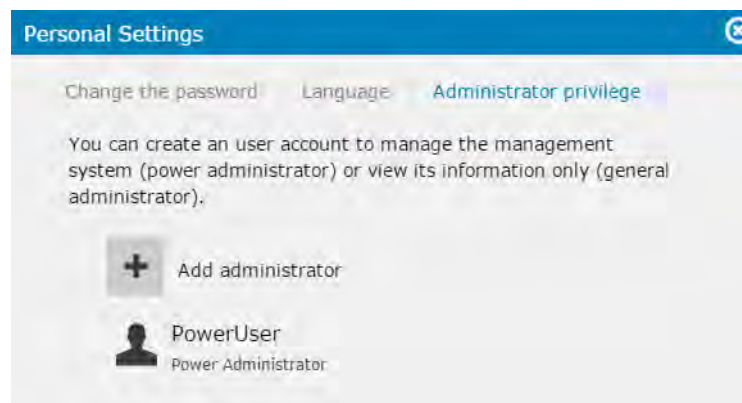 Personal Settings
Change the password Language Administrator privilege
You can create an user account to manage the management
system (power administrator) or view its information only (general
administrator).
Add administrator
PowerUser
Power Administrator